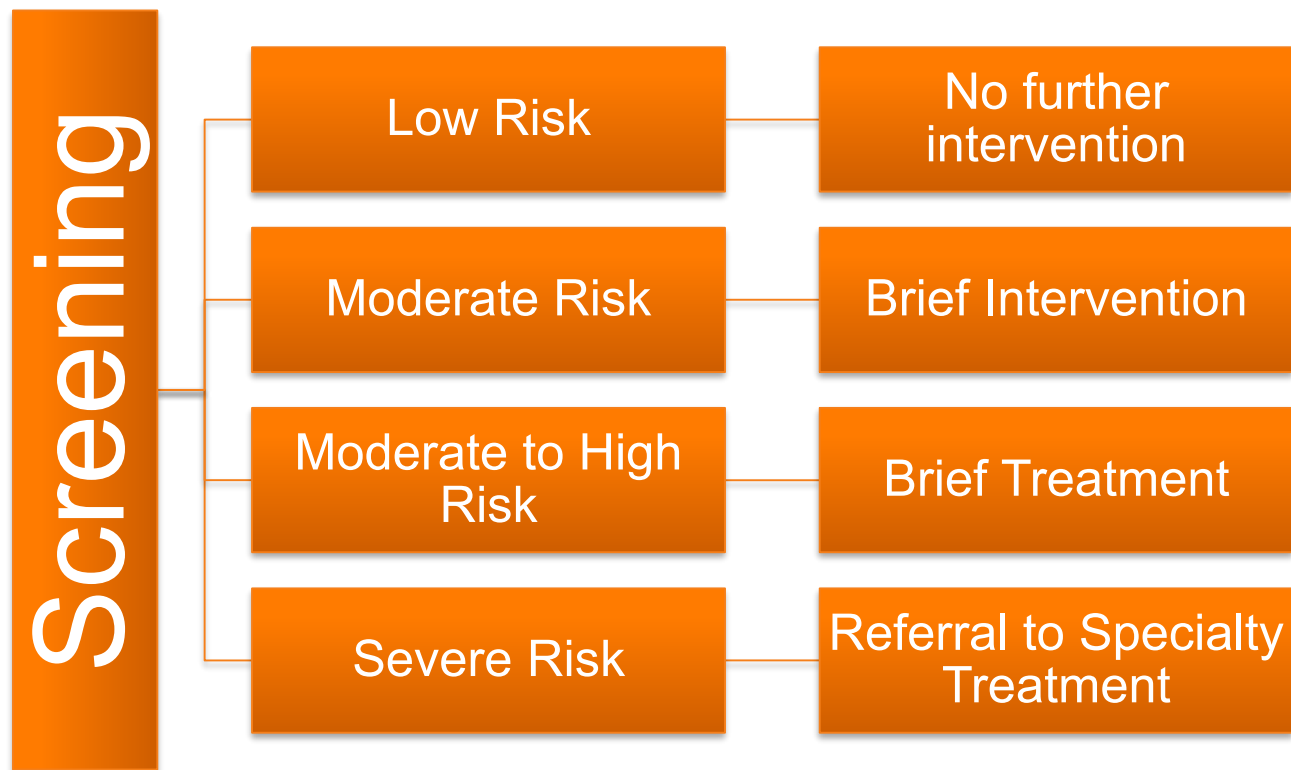 Screening
Low Risk
No further
intervention
Moderate Risk
Brief Intervention
Moderate to High
Risk
Brief Treatment
Severe Risk
Referral to Specialty
Treatment